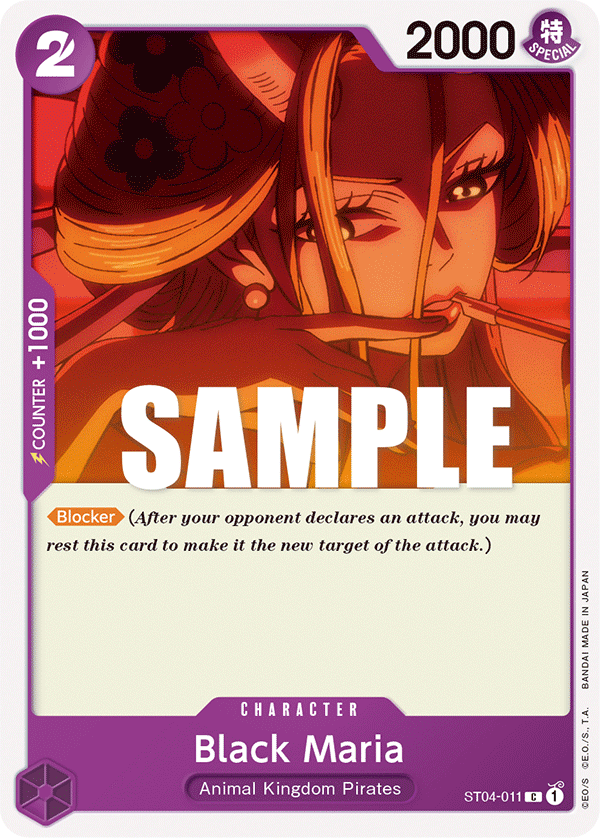 2
2000
特
SPECIAL
COUNTER +1000
SAMPLE
Blocker (After your opponent declares an attack, you may
rest this card to make it the new target of the attack.)
CHARACTER
Black Maria
Animal Kingdom Pirates
ST04-011 C 1
©EO/S ©E.O./S., T.A. BANDAI MADE IN JAPAN